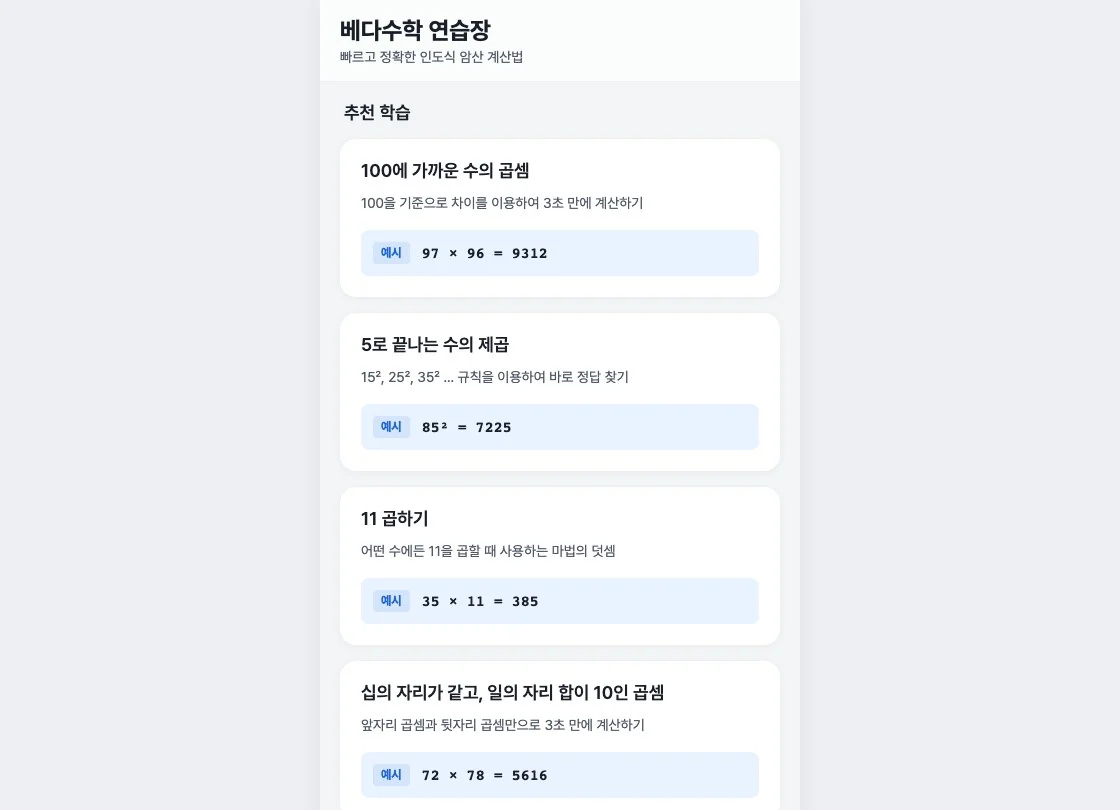 베다수학 연습장
빠르고 정확한 인도식 암산 계산법
추천 학습
100에 가까운 수의 곱셈
100을 기준으로 차이를 이용하여 3초 만에 계산하기
예시 97 × 96 = 9312
5로 끝나는 수의 제곱
15², 25², 35² ... 규칙을 이용하여 바로 정답 찾기
예시 85² = 7225
11 곱하기
어떤 수에든 11을 곱할 때 사용하는 마법의 덧셈
예시 35 × 11 = 385
십의 자리가 같고, 일의 자리 합이 10인 곱셈
앞자리 곱셈과 뒷자리 곱셈만으로 3초 만에 계산하기
예시 72 × 78 = 5616